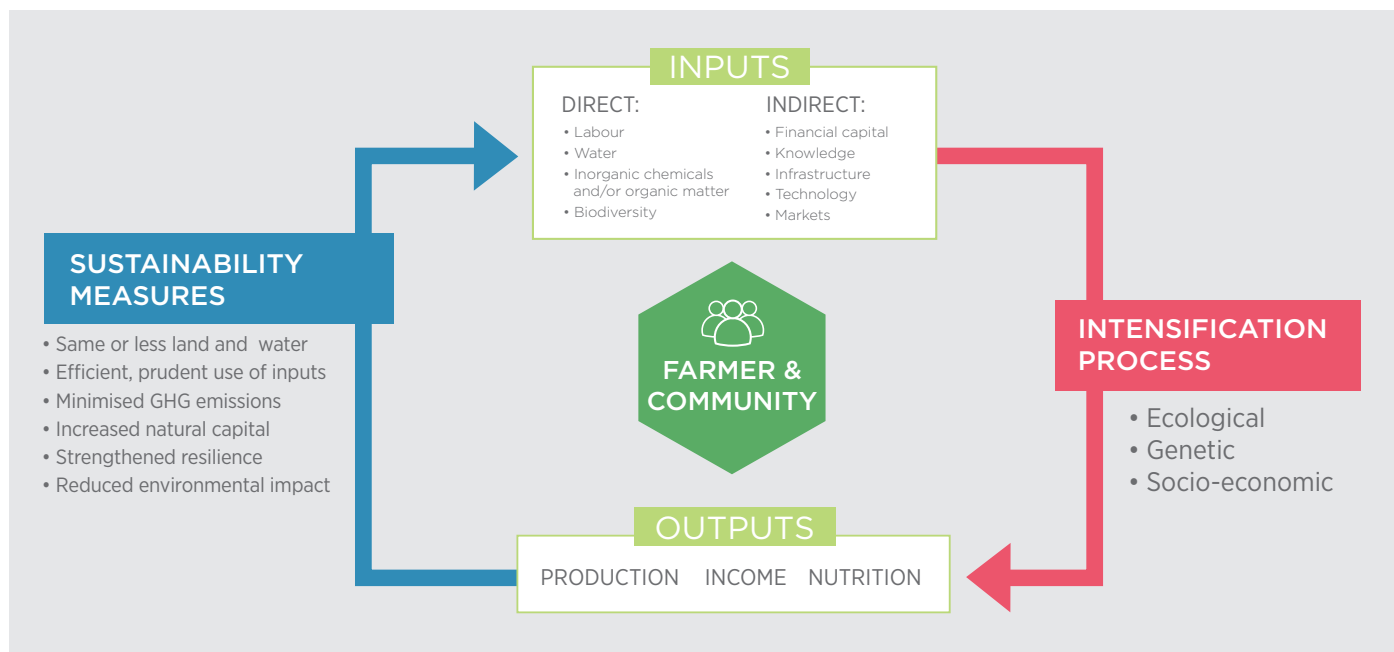 INPUTS
DIRECT:
• Labour
• Water
• Inorganic chemicals
and/or organic matter
• Biodiversity
INDIRECT:
• Financial capital
• Knowledge
• Infrastructure
• Technology
• Markets
SUSTAINABILITY
MEASURES
• Same or less land and water
• Efficient, prudent use of inputs
• Minimised GHG emissions
• Increased natural capital
• Strengthened resilience
• Reduced environmental impact
FARMER &
COMMUNITY
INTENSIFICATION
PROCESS
• Ecological
• Genetic
• Socio-economic
OUTPUTS
PRODUCTION INCOME NUTRITION